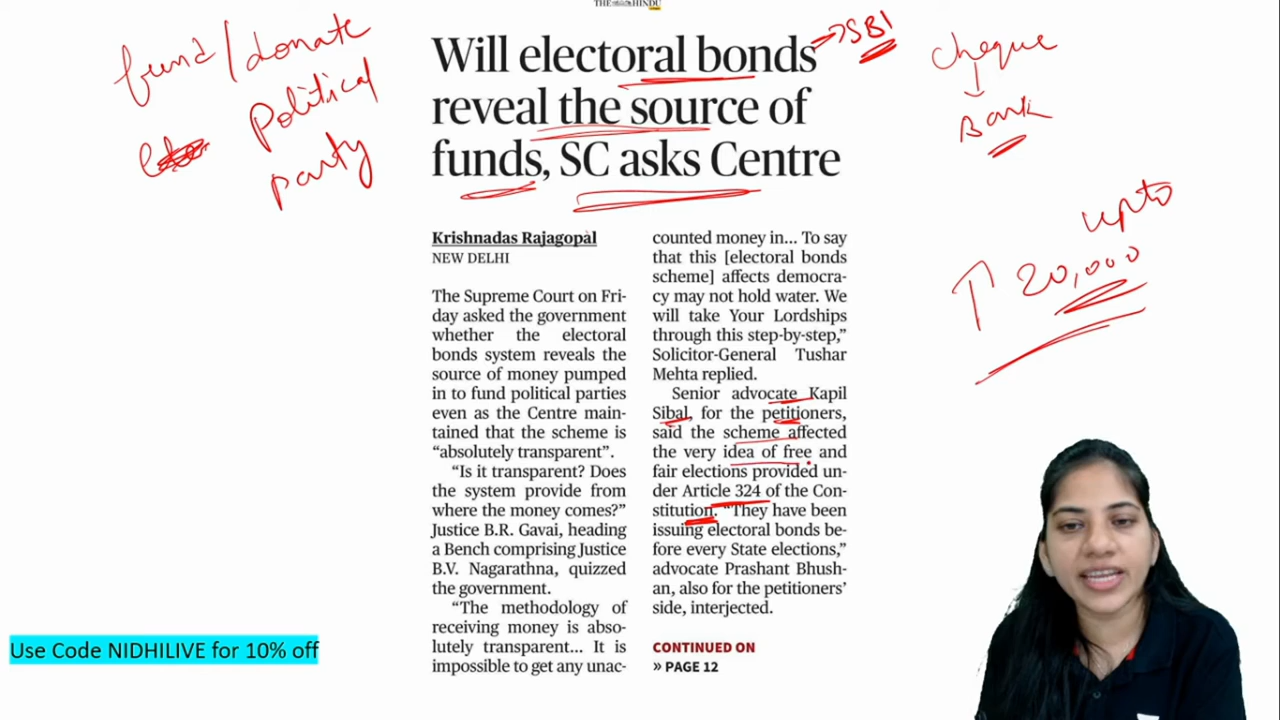 THE HINDU
Will electoral bonds
reveal the source of
funds, SC asks Centre
Krishnadas Rajagopal
NEW DELHI
The Supreme Court on Fri-
day asked the government
whether the electoral
bonds system reveals the
source of money pumped
in to fund political parties
even as the Centre main-
tained that the scheme is
“absolutely transparent”.
“Is it transparent? Does
the system provide from
where the money comes?”
Justice B.R. Gavai, heading
a Bench comprising Justice
B.V. Nagarathna, quizzed
the government.
“The methodology of
receiving money is abso-
lutely transparent... It is
impossible to get any unac-
counted money in... To say
that this [electoral bonds
scheme] affects democra-
cy may not hold water. We
will take Your Lordships
through this step-by-step,”
Solicitor-General Tushar
Mehta replied.
Senior advocate Kapil
Sibal, for the petitioners,
said the scheme affected
the very idea of free and
fair elections provided un-
der Article 324 of the Con-
stitution. “They have been
issuing electoral bonds be-
fore every State elections,”
advocate Prashant Bhush-
an, also for the petitioners’
side, interjected.
CONTINUED ON
» PAGE 12
fund/donate
Political
party
→ SBI
cheque
↓
Bank
upto
↑ 20,000
Use Code NIDHILIVE for 10% off